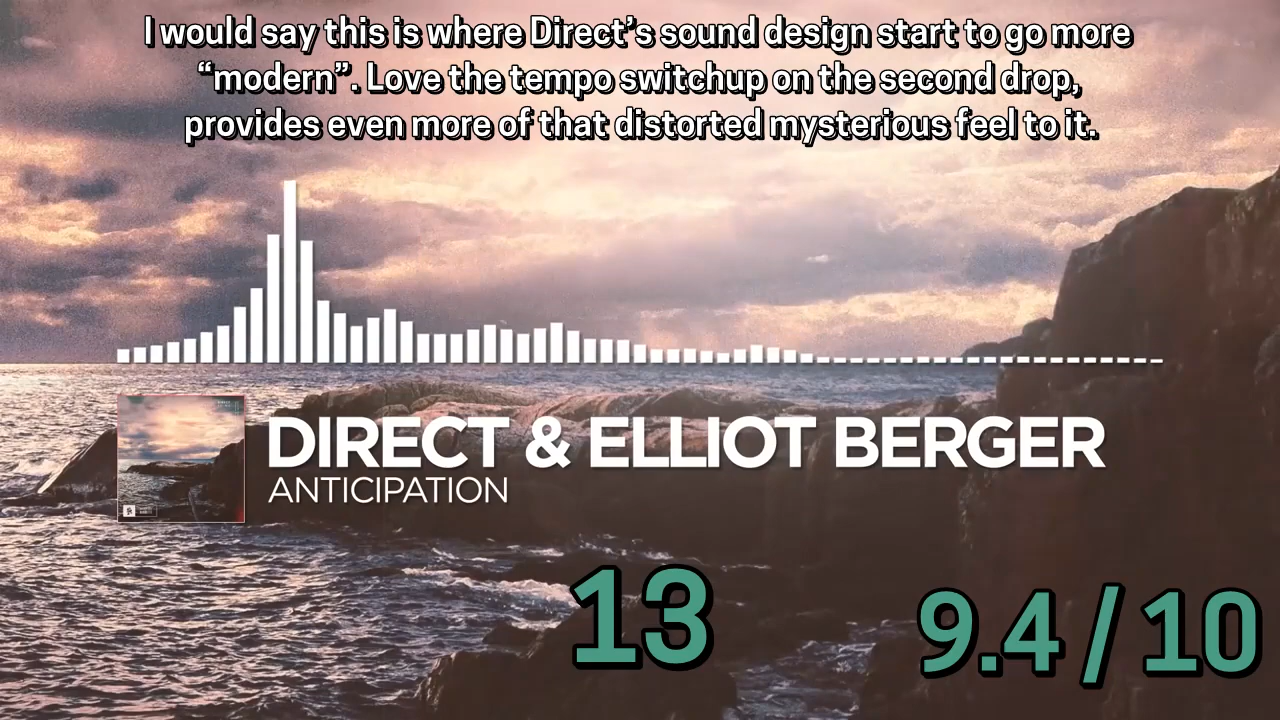 I would say this is where Direct’s sound design start to go more
“modern”. Love the tempo switchup on the second drop,
provides even more of that distorted mysterious feel to it.
DIRECT & ELLIOT BERGER
ANTICIPATION
13
9.4 / 10